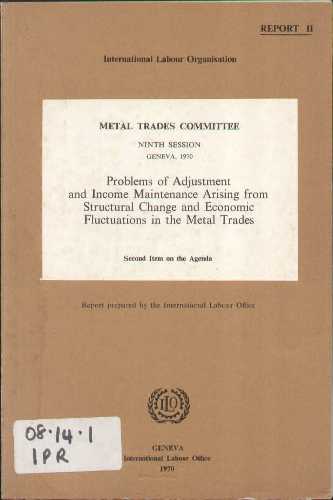 REPORT II
International Labour Organisation
METAL TRADES COMMITTEE
NINTH SESSION
GENEVA, 1970
Problems of Adjustment
and Income Maintenance Arising from
Structural Change and Economic
Fluctuations in the Metal Trades
Second Item on the Agenda
Report prepared by the International Labour Office
ILO
08.14.1
IPR
GENEVA
International Labour Office
1970